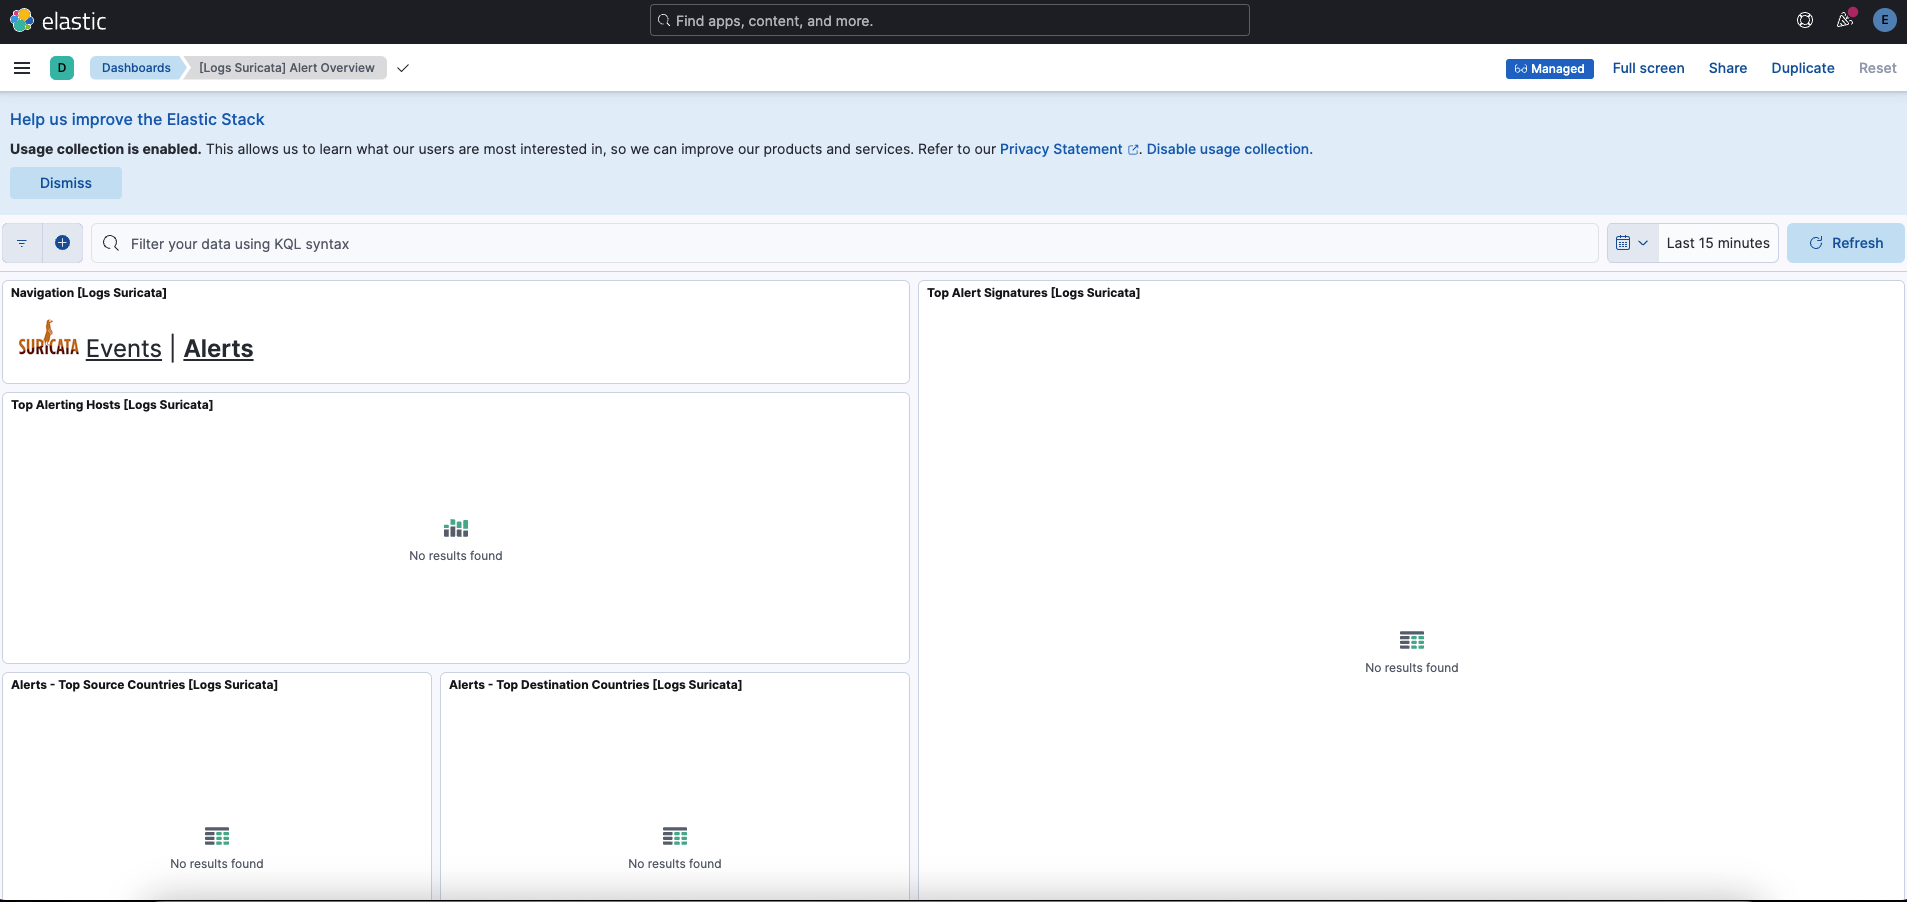 elastic
Find apps, content, and more.
E
D
Dashboards
[Logs Suricata] Alert Overview
Managed
Full screen
Share
Duplicate
Reset
Help us improve the Elastic Stack
Usage collection is enabled. This allows us to learn what our users are most interested in, so we can improve our products and services. Refer to our Privacy Statement. Disable usage collection.
Dismiss
Filter your data using KQL syntax
Last 15 minutes
Refresh
Navigation [Logs Suricata]
SURICATA Events | Alerts
Top Alerting Hosts [Logs Suricata]
No results found
Alerts - Top Source Countries [Logs Suricata]
No results found
Alerts - Top Destination Countries [Logs Suricata]
No results found
Top Alert Signatures [Logs Suricata]
No results found